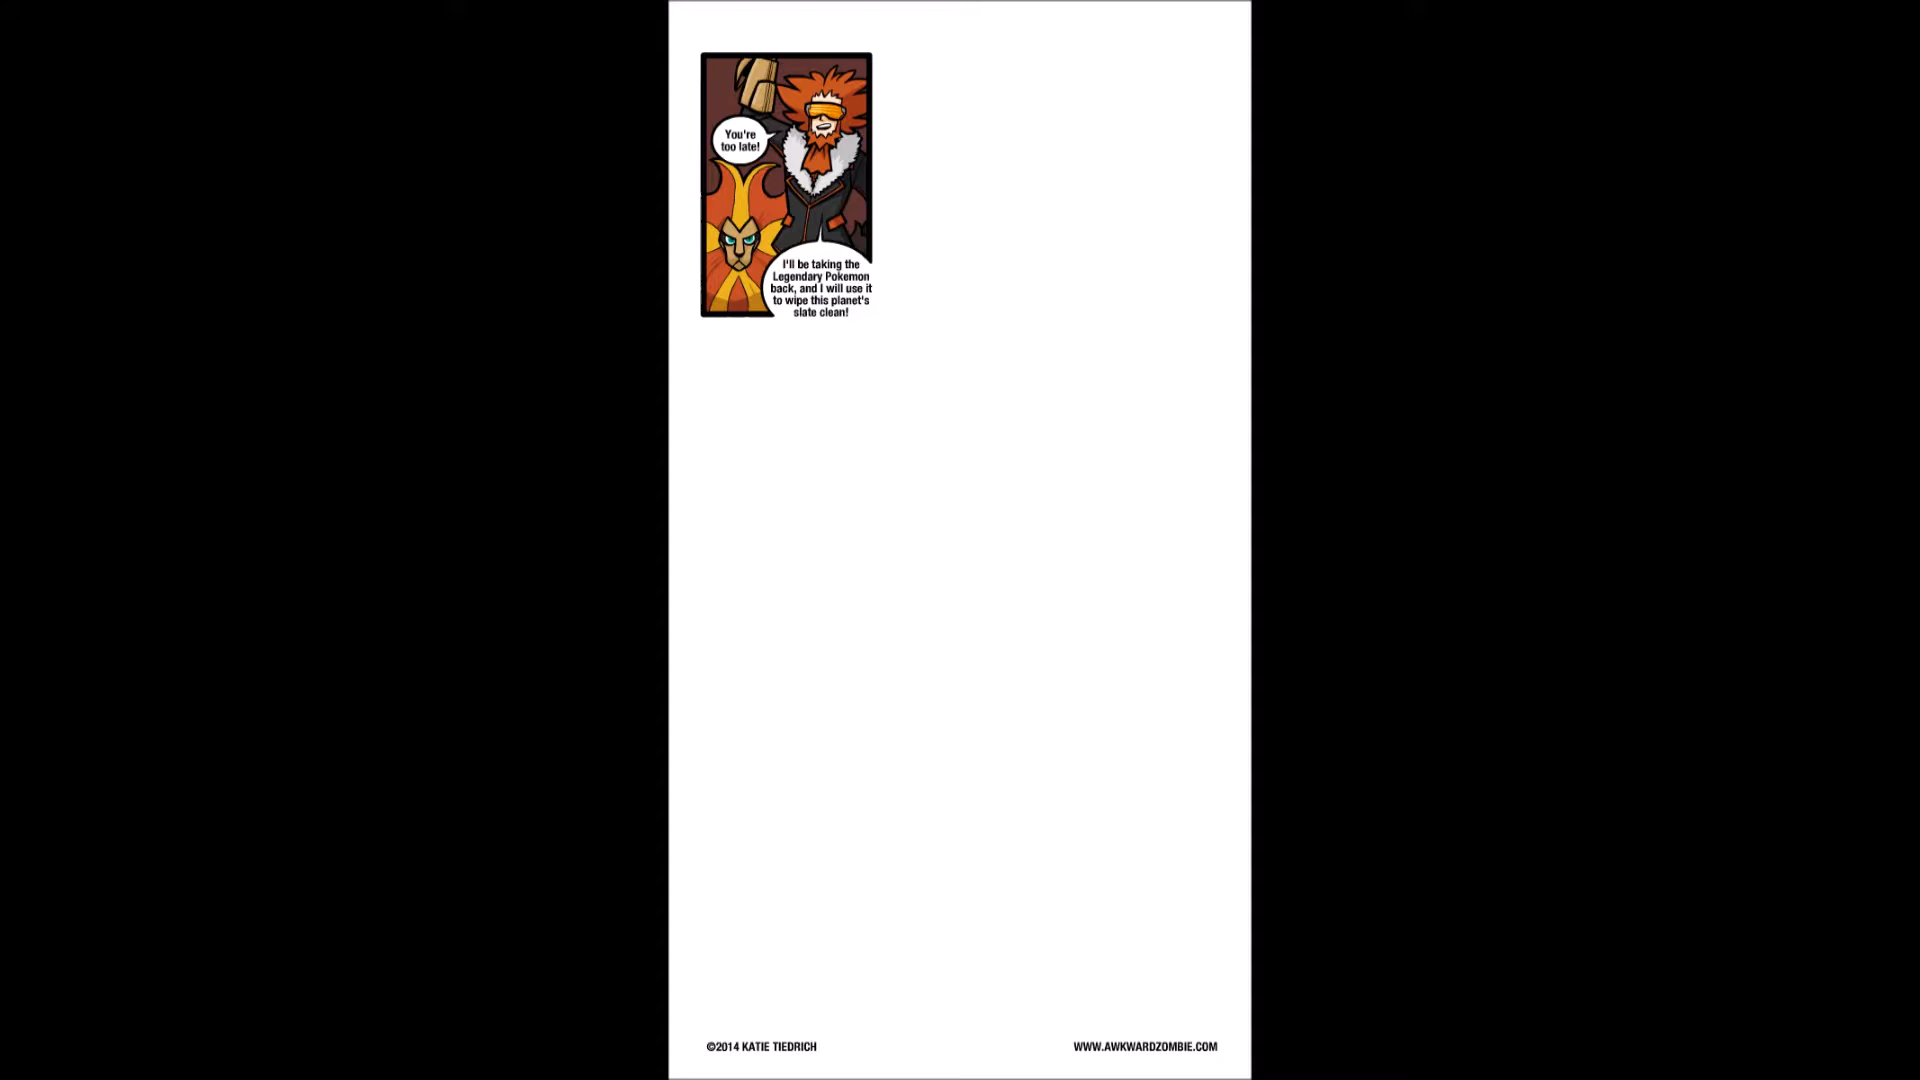 You're
too late!
I'll be taking the
Legendary Pokemon
back, and I will use it
to wipe this planet's
slate clean!
©2014 KATIE TIEDRICH
WWW.AWKWARDZOMBIE.COM